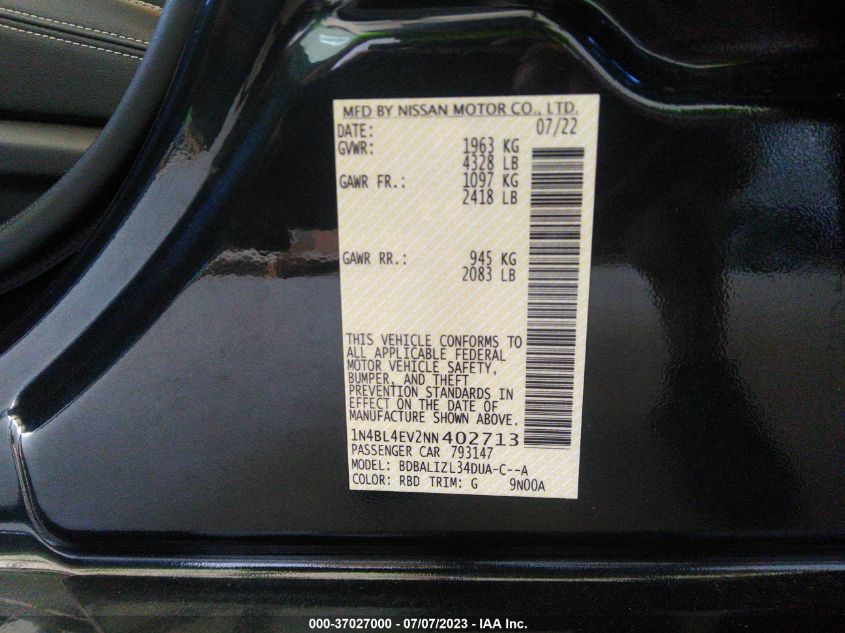 MFD BY NISSAN MOTOR CO., LTD.
DATE: 07/22
GVWR: 1963 KG
4328 LB
GAWR FR.: 1097 KG
2418 LB
GAWR RR.: 945 KG
2083 LB
THIS VEHICLE CONFORMS TO
ALL APPLICABLE FEDERAL
MOTOR VEHICLE SAFETY,
BUMPER, AND THEFT
PREVENTION STANDARDS IN
EFFECT ON THE DATE OF
MANUFACTURE SHOWN ABOVE.
1N4BL4EV2NN402713
PASSENGER CAR 793147
MODEL: BDBALIZL34DUA-C--A
COLOR: RBD TRIM: G 9N00A
000-37027000 - 07/07/2023 - IAA Inc.